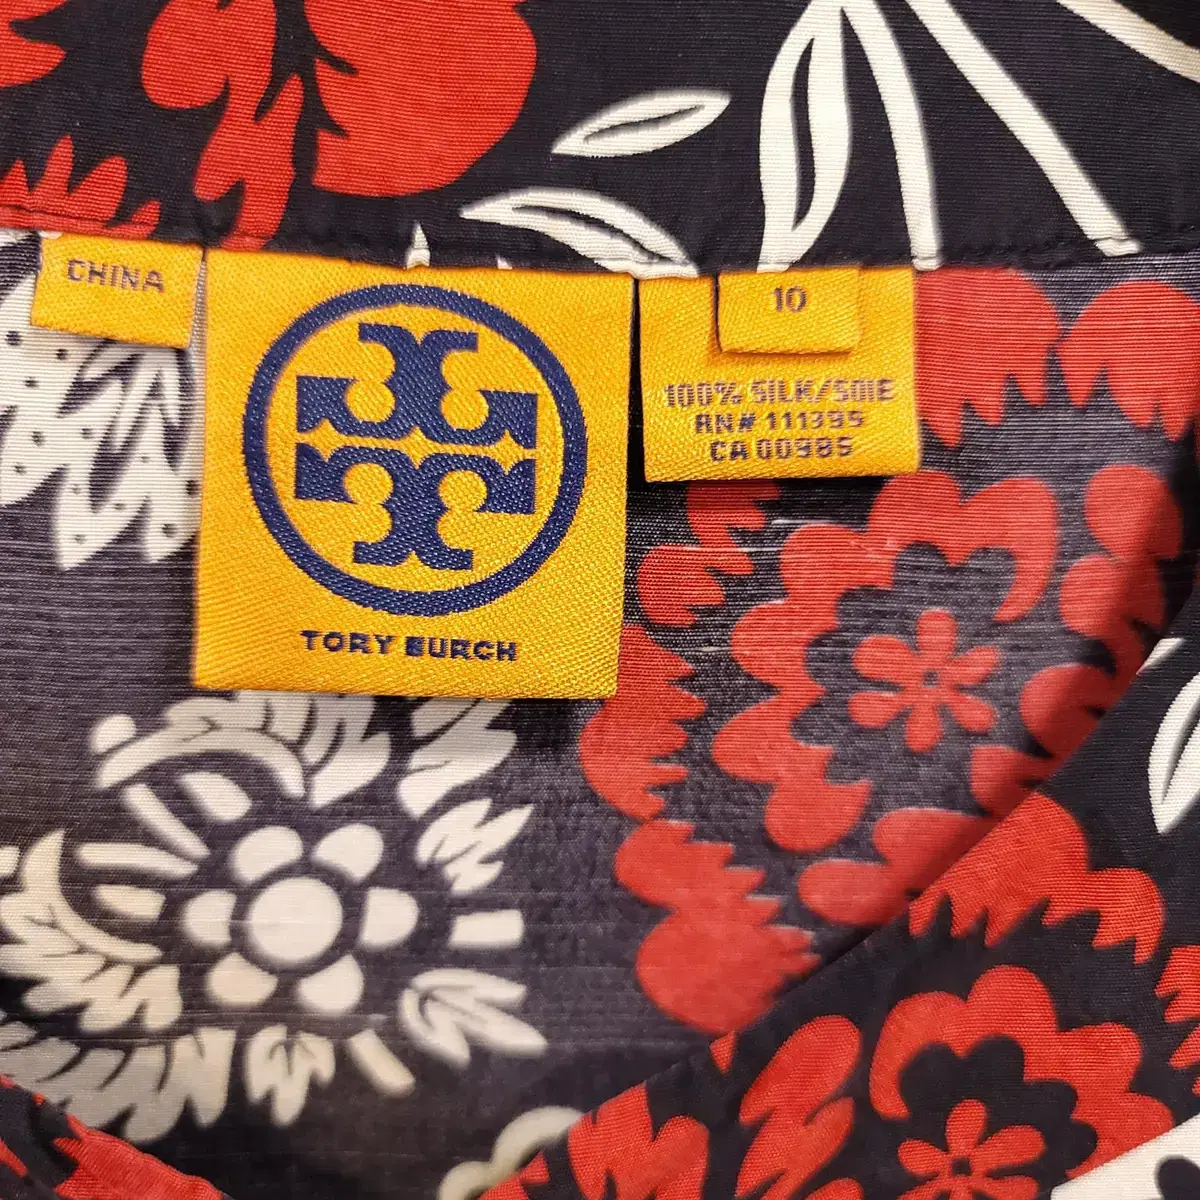 CHINA
TORY BURCH
10
100% SILK/SOIE
RN# 111395
CA 00985